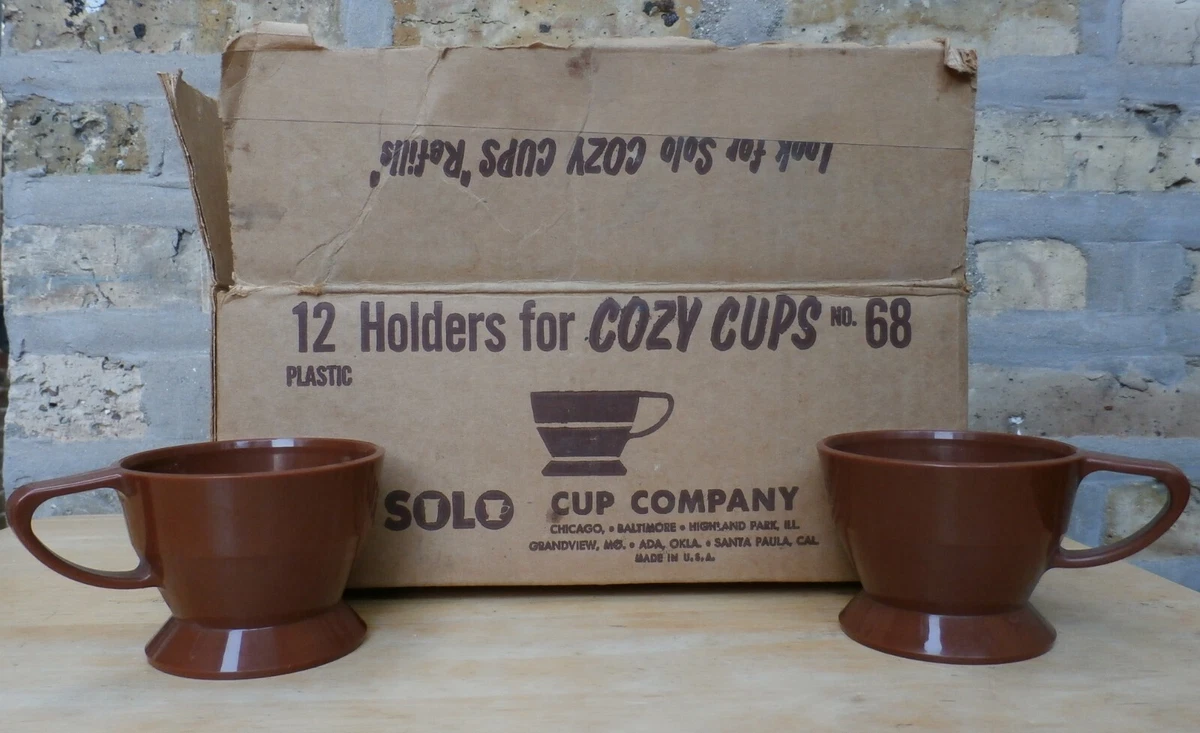 Look for Solo COZY CUPS "Refills"
12 Holders for COZY CUPS NO. 68
PLASTIC
SOLO CUP COMPANY
CHICAGO, • BALTIMORE • HIGHLAND PARK, ILL.
GRANDVIEW, MO. • ADA, OKLA. • SANTA PAULA, CAL.
MADE IN U.S.A.